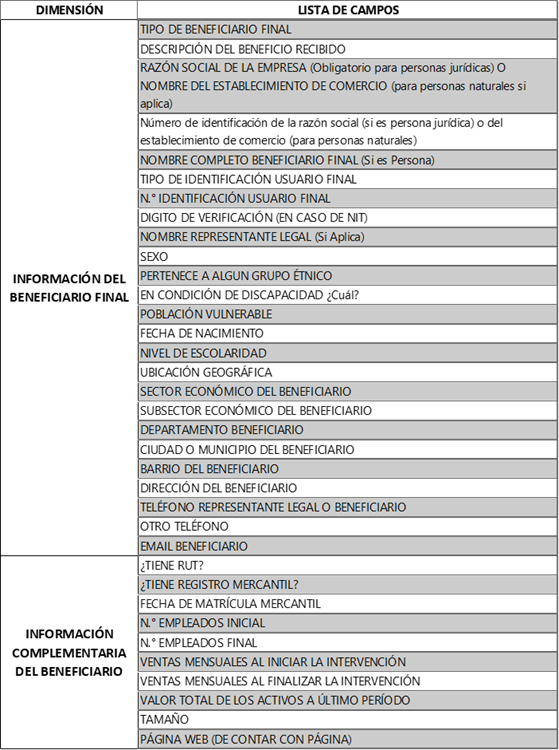 DIMENSIÓN
LISTA DE CAMPOS
INFORMACIÓN DEL
BENEFICIARIO FINAL
TIPO DE BENEFICIARIO FINAL
DESCRIPCIÓN DEL BENEFICIO RECIBIDO
RAZÓN SOCIAL DE LA EMPRESA (Obligatorio para personas jurídicas) O
NOMBRE DEL ESTABLECIMIENTO DE COMERCIO (para personas naturales si
aplica)
Número de identificación de la razón social (si es persona jurídica) o del
establecimiento de comercio (para personas naturales)
NOMBRE COMPLETO BENEFICIARIO FINAL (Si es Persona)
TIPO DE IDENTIFICACIÓN USUARIO FINAL
N.° IDENTIFICACIÓN USUARIO FINAL
DIGITO DE VERIFICACIÓN (EN CASO DE NIT)
NOMBRE REPRESENTANTE LEGAL (Si Aplica)
SEXO
PERTENECE A ALGUN GRUPO ÉTNICO
EN CONDICIÓN DE DISCAPACIDAD ¿Cuál?
POBLACIÓN VULNERABLE
FECHA DE NACIMIENTO
NIVEL DE ESCOLARIDAD
UBICACIÓN GEOGRÁFICA
SECTOR ECONÓMICO DEL BENEFICIARIO
SUBSECTOR ECONÓMICO DEL BENEFICIARIO
DEPARTAMENTO BENEFICIARIO
CIUDAD O MUNICIPIO DEL BENEFICIARIO
BARRIO DEL BENEFICIARIO
DIRECCIÓN DEL BENEFICIARIO
TELÉFONO REPRESENTANTE LEGAL O BENEFICIARIO
OTRO TELÉFONO
EMAIL BENEFICIARIO
INFORMACIÓN
COMPLEMENTARIA
DEL BENEFICIARIO
¿TIENE RUT?
¿TIENE REGISTRO MERCANTIL?
FECHA DE MATRÍCULA MERCANTIL
N.° EMPLEADOS INICIAL
N.° EMPLEADOS FINAL
VENTAS MENSUALES AL INICIAR LA INTERVENCIÓN
VENTAS MENSUALES AL FINALIZAR LA INTERVENCIÓN
VALOR TOTAL DE LOS ACTIVOS A ÚLTIMO PERÍODO
TAMAÑO
PÁGINA WEB (DE CONTAR CON PÁGINA)